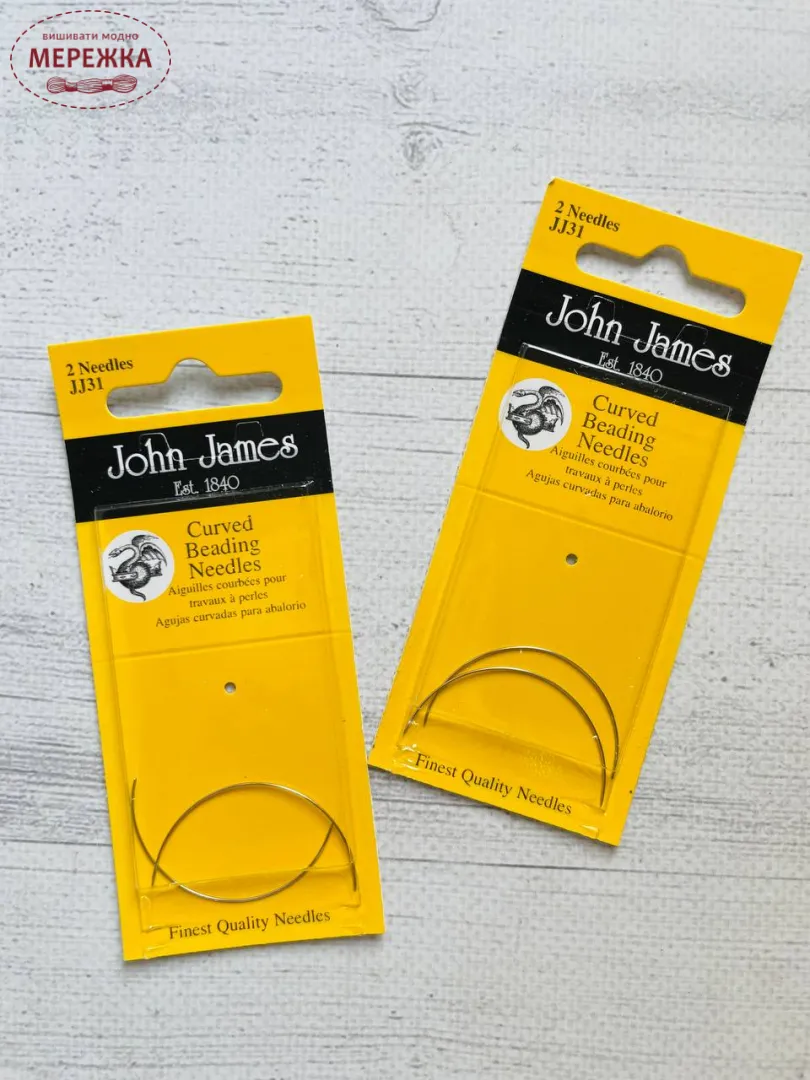 вишивати модно
МЕРЕЖКА
2 Needles
JJ31
John James
Est. 1840
Curved
Beading
Needles
Aiguilles courbées pour
travaux à perles
Agujas curvadas para abalorio
Finest Quality Needles
2 Needles
JJ31
John James
Est. 1840
Curved
Beading
Needles
Aiguilles courbées pour
travaux à perles
Agujas curvadas para abalorio
Finest Quality Needles